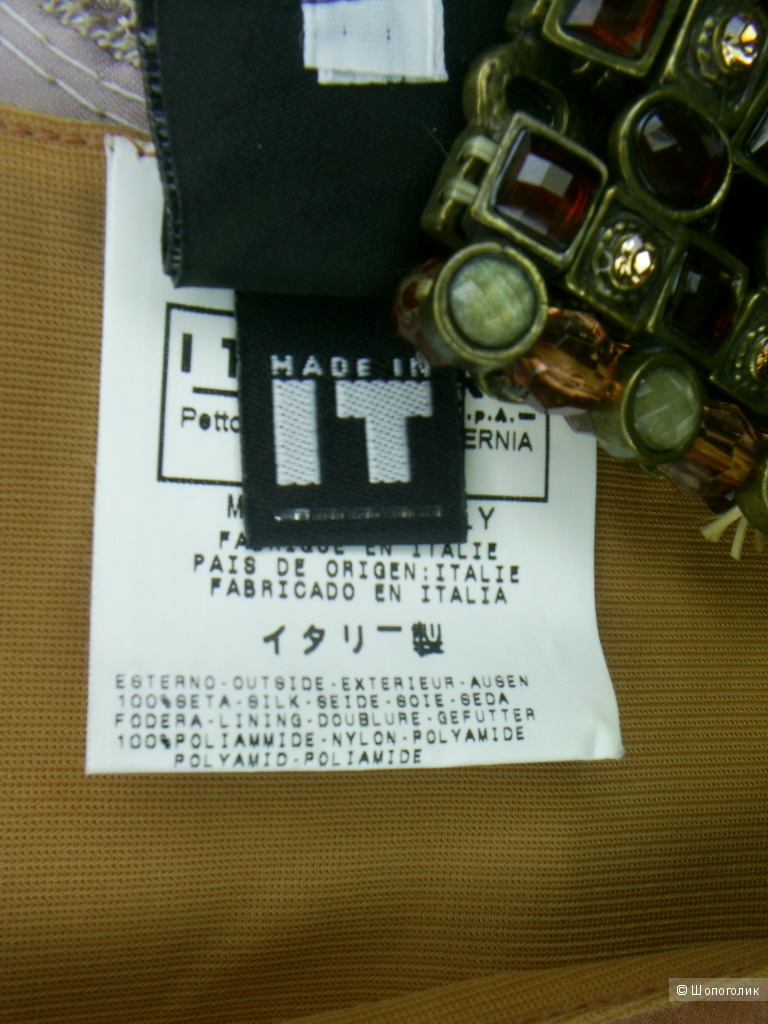 MADE IN
IT
Petto
.p.A.
ERNIA
FABRIQUE EN ITALIE
PAIS DE ORIGEN:ITALIE
FABRICADO EN ITALIA
イタリー製
ESTERNO-OUTSIDE-EXTERIEUR-AUSEN
100%SETA-SILK-SEIDE-SOIE-SEDA
FODERA-LINING-DOUBLURE-GEFUTTER
100%POLIAMMIDE-NYLON-POLYAMIDE
POLYAMID-POLIAMIDE
© Шопоголик